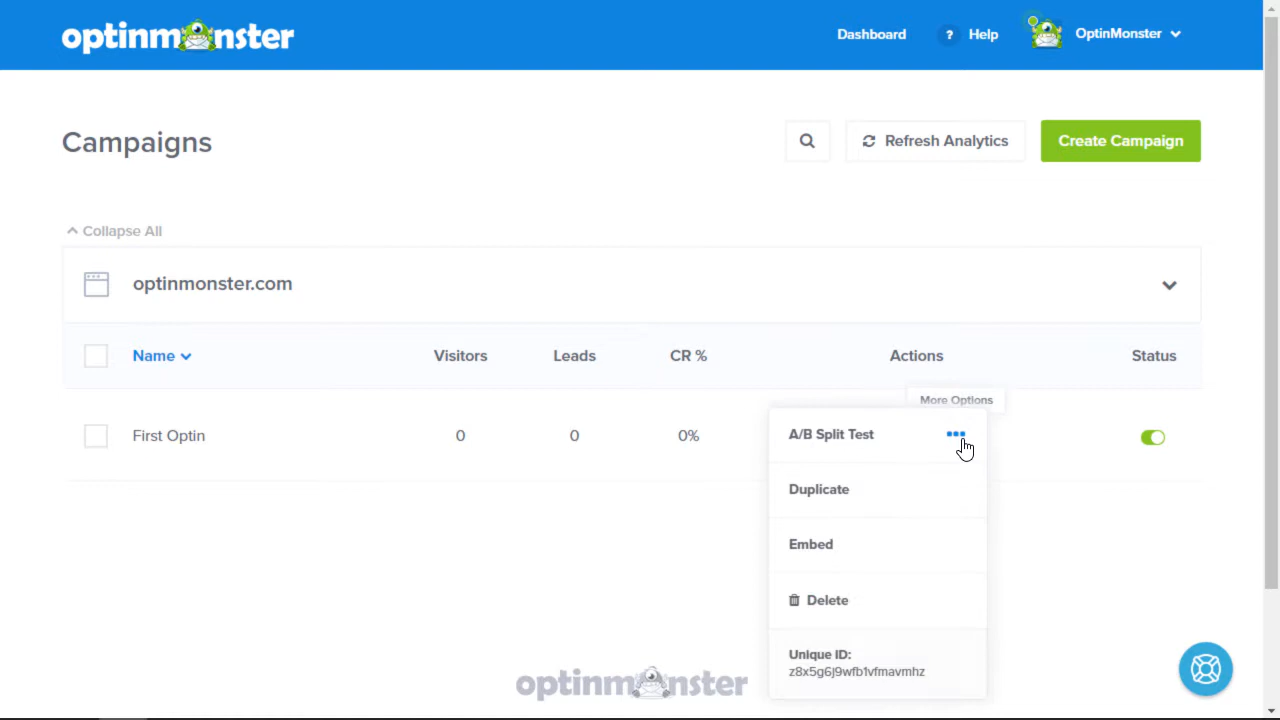 optinmonster
Dashboard
? Help
OptinMonster
Campaigns
Refresh Analytics
Create Campaign
Collapse All
optinmonster.com
Name
Visitors
Leads
CR %
Actions
Status
More Options
First Optin
0
0
0%
A/B Split Test
Duplicate
Embed
Delete
Unique ID:
z8x5g6j9wfb1vfmavmhz
optinmonster